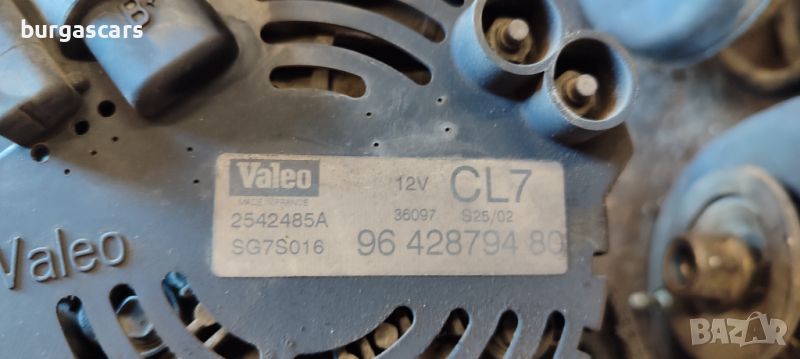 burgascars
B+
Valeo
MADE IN FRANCE
12V
CL7
2542485A
36097
S25/02
SG7S016
96 428794 80
Valeo
BAZAR